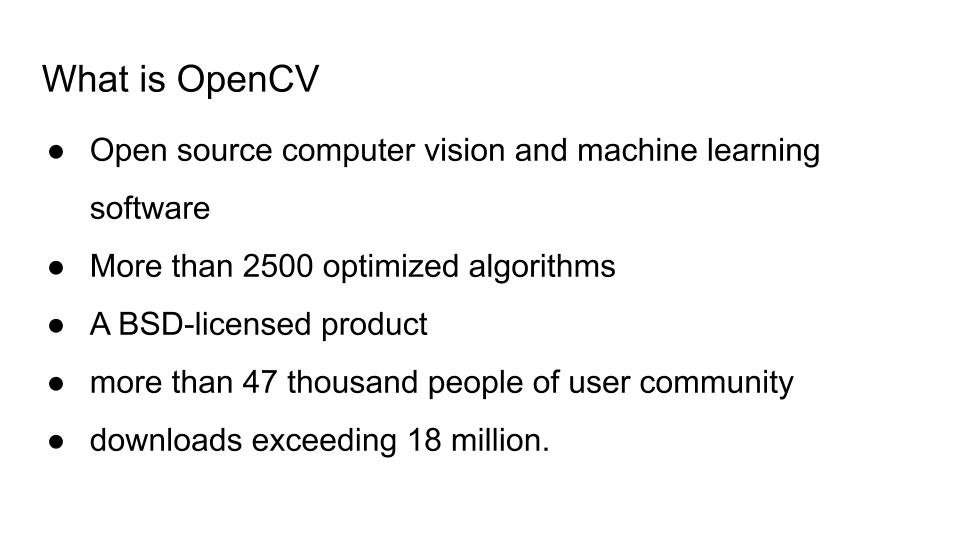 What is OpenCV
● Open source computer vision and machine learning
software
● More than 2500 optimized algorithms
● A BSD-licensed product
● more than 47 thousand people of user community
● downloads exceeding 18 million.